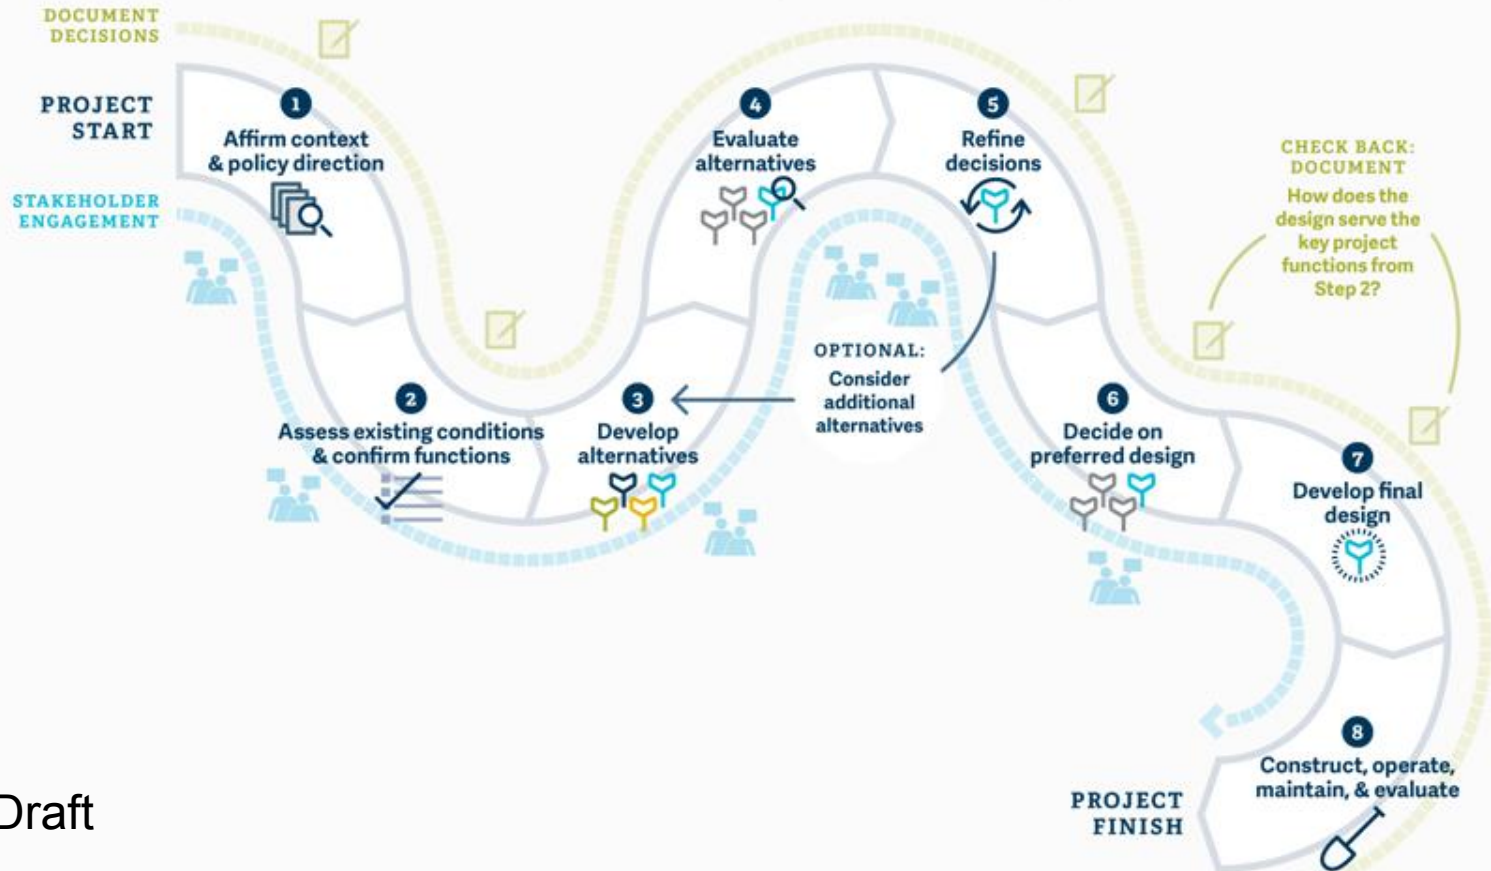 DOCUMENT
DECISIONS
PROJECT
START
STAKEHOLDER
ENGAGEMENT
1
Affirm context
& policy direction
2
Assess existing conditions
& confirm functions
3
Develop
alternatives
4
Evaluate
alternatives
5
Refine
decisions
OPTIONAL:
Consider
additional
alternatives
6
Decide on
preferred design
CHECK BACK:
DOCUMENT
How does the
design serve the
key project
functions from
Step 2?
7
Develop final
design
8
Construct, operate,
maintain, & evaluate
PROJECT
FINISH
Draft